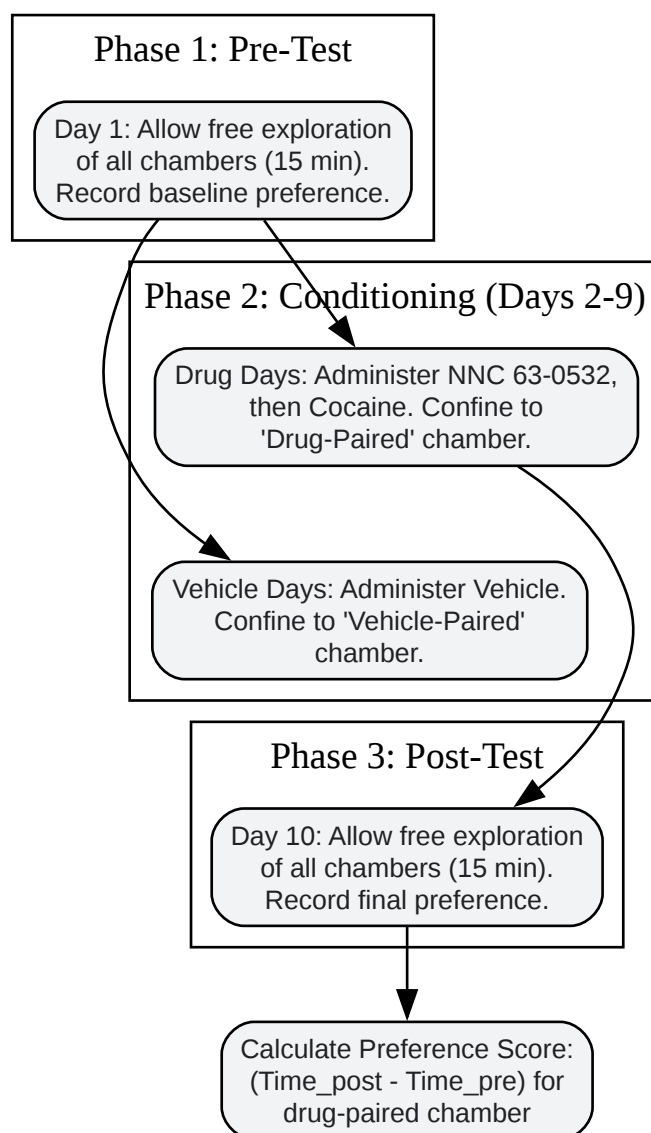 Phase 1: Pre-Test
Day 1: Allow free exploration
of all chambers (15 min).
Record baseline preference.
Phase 2: Conditioning (Days 2-9)
Drug Days: Administer NNC 63-0532,
then Cocaine. Confine to
'Drug-Paired' chamber.
Vehicle Days: Administer Vehicle.
Confine to 'Vehicle-Paired'
chamber.
Phase 3: Post-Test
Day 10: Allow free exploration
of all chambers (15 min).
Record final preference.
Calculate Preference Score:
(Time_post - Time_pre) for
drug-paired chamber